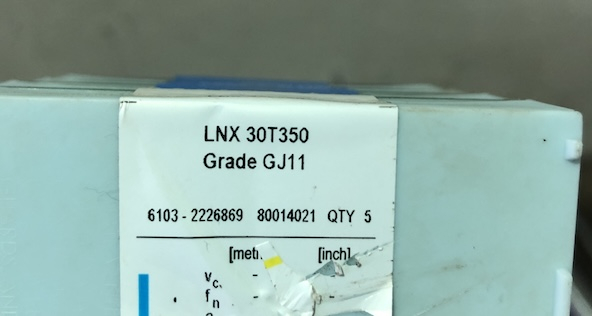 LNX 30T350
Grade GJ11
6103 - 2226869 80014021 QTY 5
[inch]
v c
f n